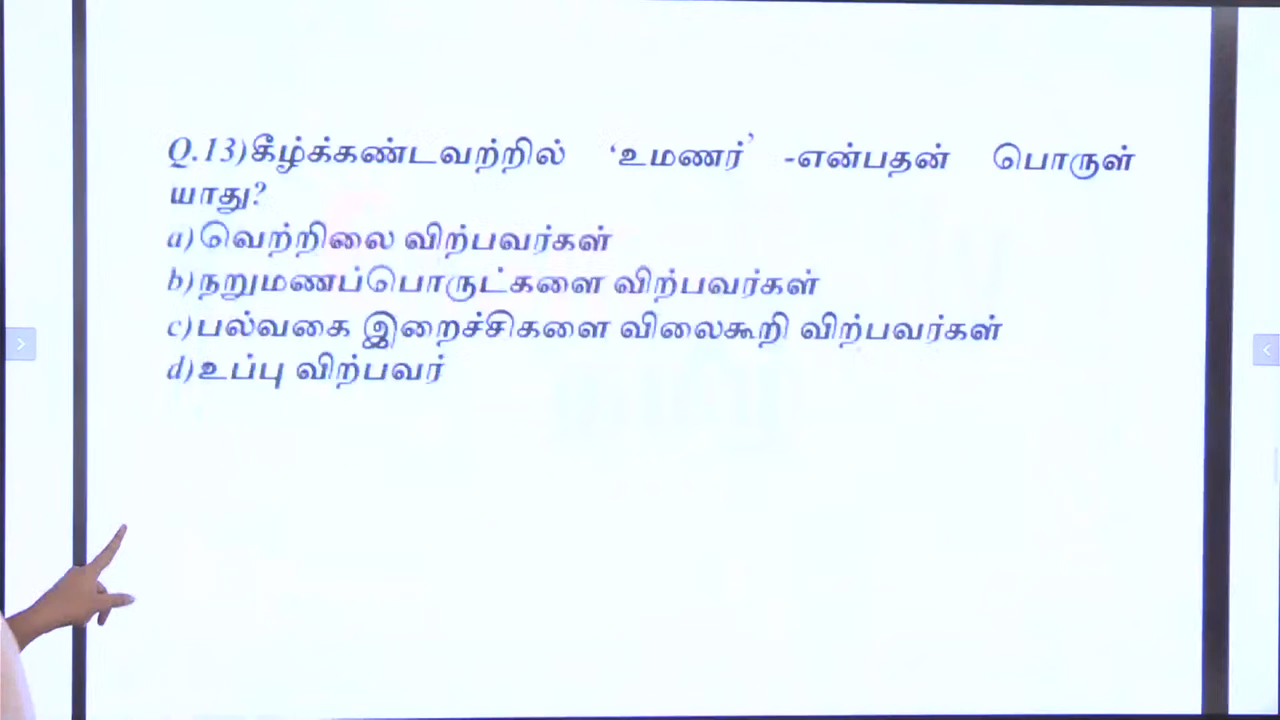 Q.13)கீழ்க்கண்டவற்றில் ‘உமணர்’ -என்பதன் பொருள்
யாது?
a)வெற்றிலை விற்பவர்கள்
b)நறுமணப்பொருட்களை விற்பவர்கள்
c)பல்வகை இறைச்சிகளை விலைகூறி விற்பவர்கள்
d)உப்பு விற்பவர்